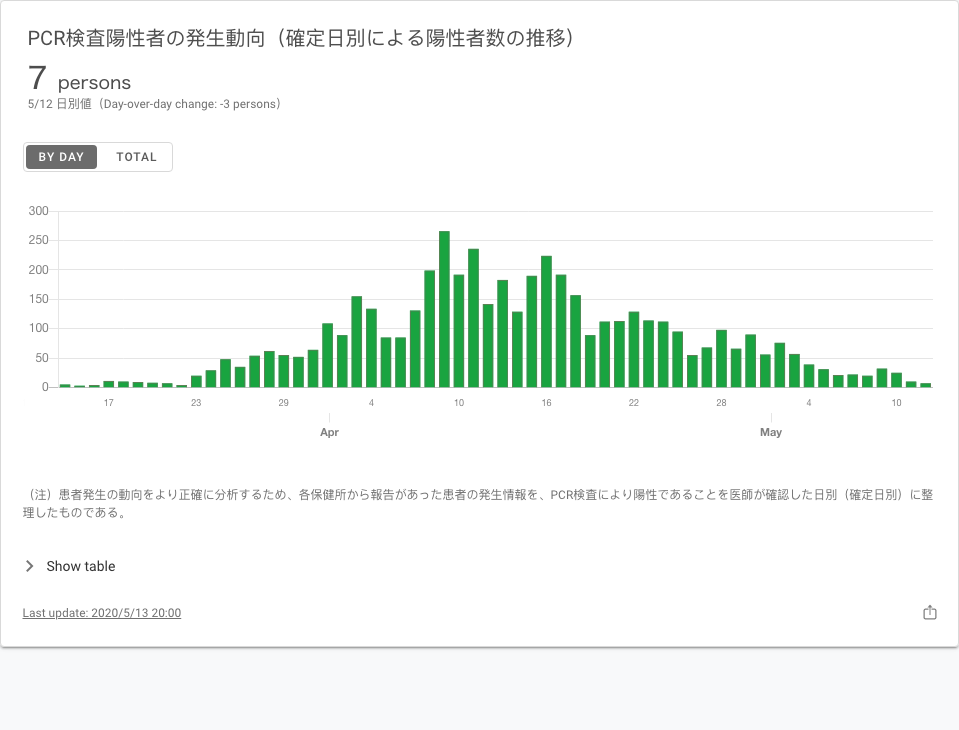 PCR検査陽性者の発生動向（確定日別による陽性者数の推移）
7 persons
5/12 日別値（Day-over-day change: -3 persons）
BY DAY TOTAL
300
250
200
150
100
50
0
17 23 29 4 10 16 22 28 4 10
Apr May
（注）患者発生の動向をより正確に分析するため、各保健所から報告があった患者の発生情報を、PCR検査により陽性であることを医師が確認した日別（確定日別）に整
理したものである。
Show table
Last update: 2020/5/13 20:00